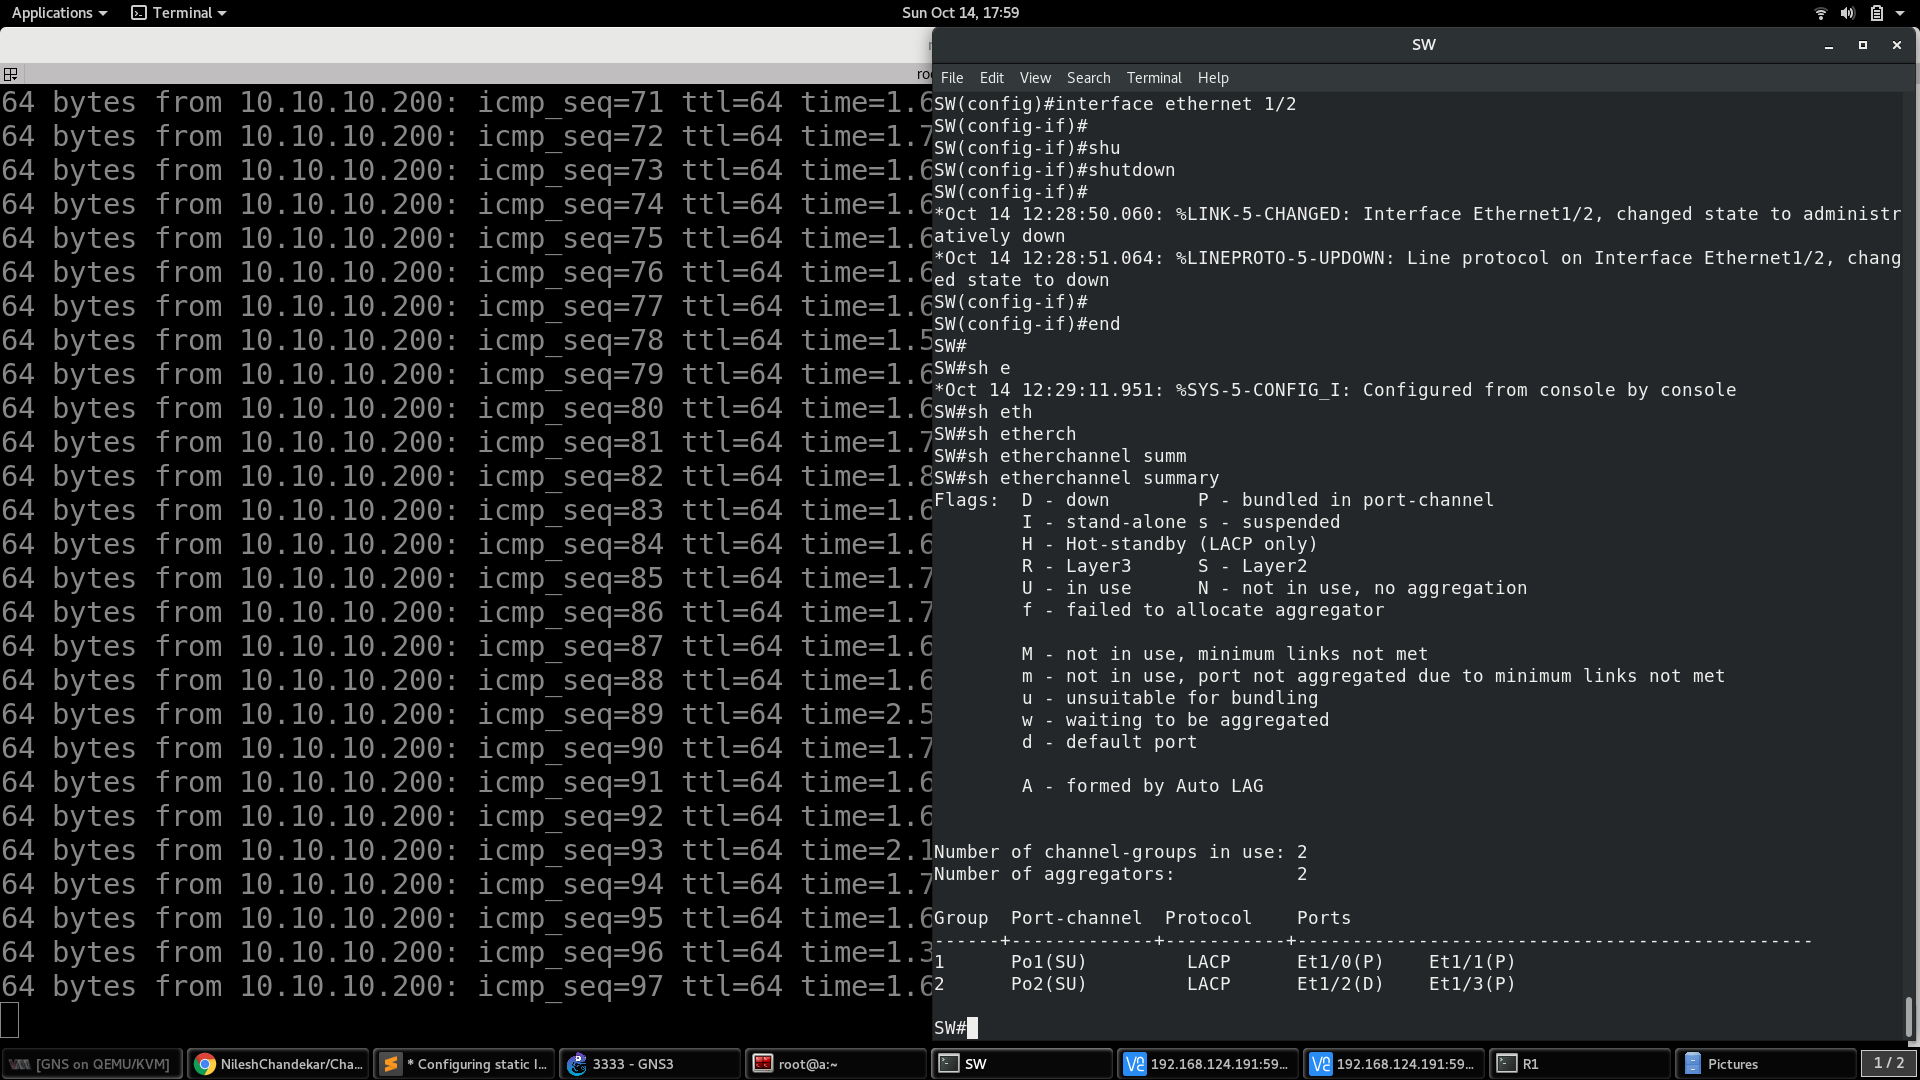 Applications
Terminal
Sun Oct 14, 17:59
64 bytes from 10.10.10.200: icmp_seq=71 ttl=64 time=1.6
64 bytes from 10.10.10.200: icmp_seq=72 ttl=64 time=1.7
64 bytes from 10.10.10.200: icmp_seq=73 ttl=64 time=1.6
64 bytes from 10.10.10.200: icmp_seq=74 ttl=64 time=1.6
64 bytes from 10.10.10.200: icmp_seq=75 ttl=64 time=1.6
64 bytes from 10.10.10.200: icmp_seq=76 ttl=64 time=1.7
64 bytes from 10.10.10.200: icmp_seq=77 ttl=64 time=1.6
64 bytes from 10.10.10.200: icmp_seq=78 ttl=64 time=1.5
64 bytes from 10.10.10.200: icmp_seq=79 ttl=64 time=1.6
64 bytes from 10.10.10.200: icmp_seq=80 ttl=64 time=1.6
64 bytes from 10.10.10.200: icmp_seq=81 ttl=64 time=1.7
64 bytes from 10.10.10.200: icmp_seq=82 ttl=64 time=1.8
64 bytes from 10.10.10.200: icmp_seq=83 ttl=64 time=1.6
64 bytes from 10.10.10.200: icmp_seq=84 ttl=64 time=1.6
64 bytes from 10.10.10.200: icmp_seq=85 ttl=64 time=1.7
64 bytes from 10.10.10.200: icmp_seq=86 ttl=64 time=1.7
64 bytes from 10.10.10.200: icmp_seq=87 ttl=64 time=1.6
64 bytes from 10.10.10.200: icmp_seq=88 ttl=64 time=1.6
64 bytes from 10.10.10.200: icmp_seq=89 ttl=64 time=2.5
64 bytes from 10.10.10.200: icmp_seq=90 ttl=64 time=1.7
64 bytes from 10.10.10.200: icmp_seq=91 ttl=64 time=1.6
64 bytes from 10.10.10.200: icmp_seq=92 ttl=64 time=1.6
64 bytes from 10.10.10.200: icmp_seq=93 ttl=64 time=2.1
64 bytes from 10.10.10.200: icmp_seq=94 ttl=64 time=1.7
64 bytes from 10.10.10.200: icmp_seq=95 ttl=64 time=1.6
64 bytes from 10.10.10.200: icmp_seq=96 ttl=64 time=1.3
64 bytes from 10.10.10.200: icmp_seq=97 ttl=64 time=1.6
SW
File Edit View Search Terminal Help
SW(config)#interface ethernet 1/2
SW(config-if)#
SW(config-if)#shu
SW(config-if)#shutdown
SW(config-if)#
*Oct 14 12:28:50.060: %LINK-5-CHANGED: Interface Ethernet1/2, changed state to administr
atively down
*Oct 14 12:28:51.064: %LINEPROTO-5-UPDOWN: Line protocol on Interface Ethernet1/2, chang
ed state to down
SW(config-if)#
SW(config-if)#end
SW#
SW#sh e
*Oct 14 12:29:11.951: %SYS-5-CONFIG_I: Configured from console by console
SW#sh eth
SW#sh etherch
SW#sh etherchannel summ
SW#sh etherchannel summary
Flags:  D - down        P - bundled in port-channel
        I - stand-alone s - suspended
        H - Hot-standby (LACP only)
        R - Layer3      S - Layer2
        U - in use      N - not in use, no aggregation
        f - failed to allocate aggregator
        M - not in use, minimum links not met
        m - not in use, port not aggregated due to minimum links not met
        u - unsuitable for bundling
        w - waiting to be aggregated
        d - default port
        A - formed by Auto LAG
Number of channel-groups in use: 2
Number of aggregators:           2
Group  Port-channel  Protocol    Ports
------+-------------+-----------+-----------------------------------------------
1      Po1(SU)         LACP      Et1/0(P)    Et1/1(P)
2      Po2(SU)         LACP      Et1/2(D)    Et1/3(P)
SW#
[GNS on QEMU/KVM]
NileshChandekar/Cha...
* Configuring static I...
3333 - GNS3
root@a:~
SW
192.168.124.191:59...
192.168.124.191:59...
R1
Pictures
1 / 2